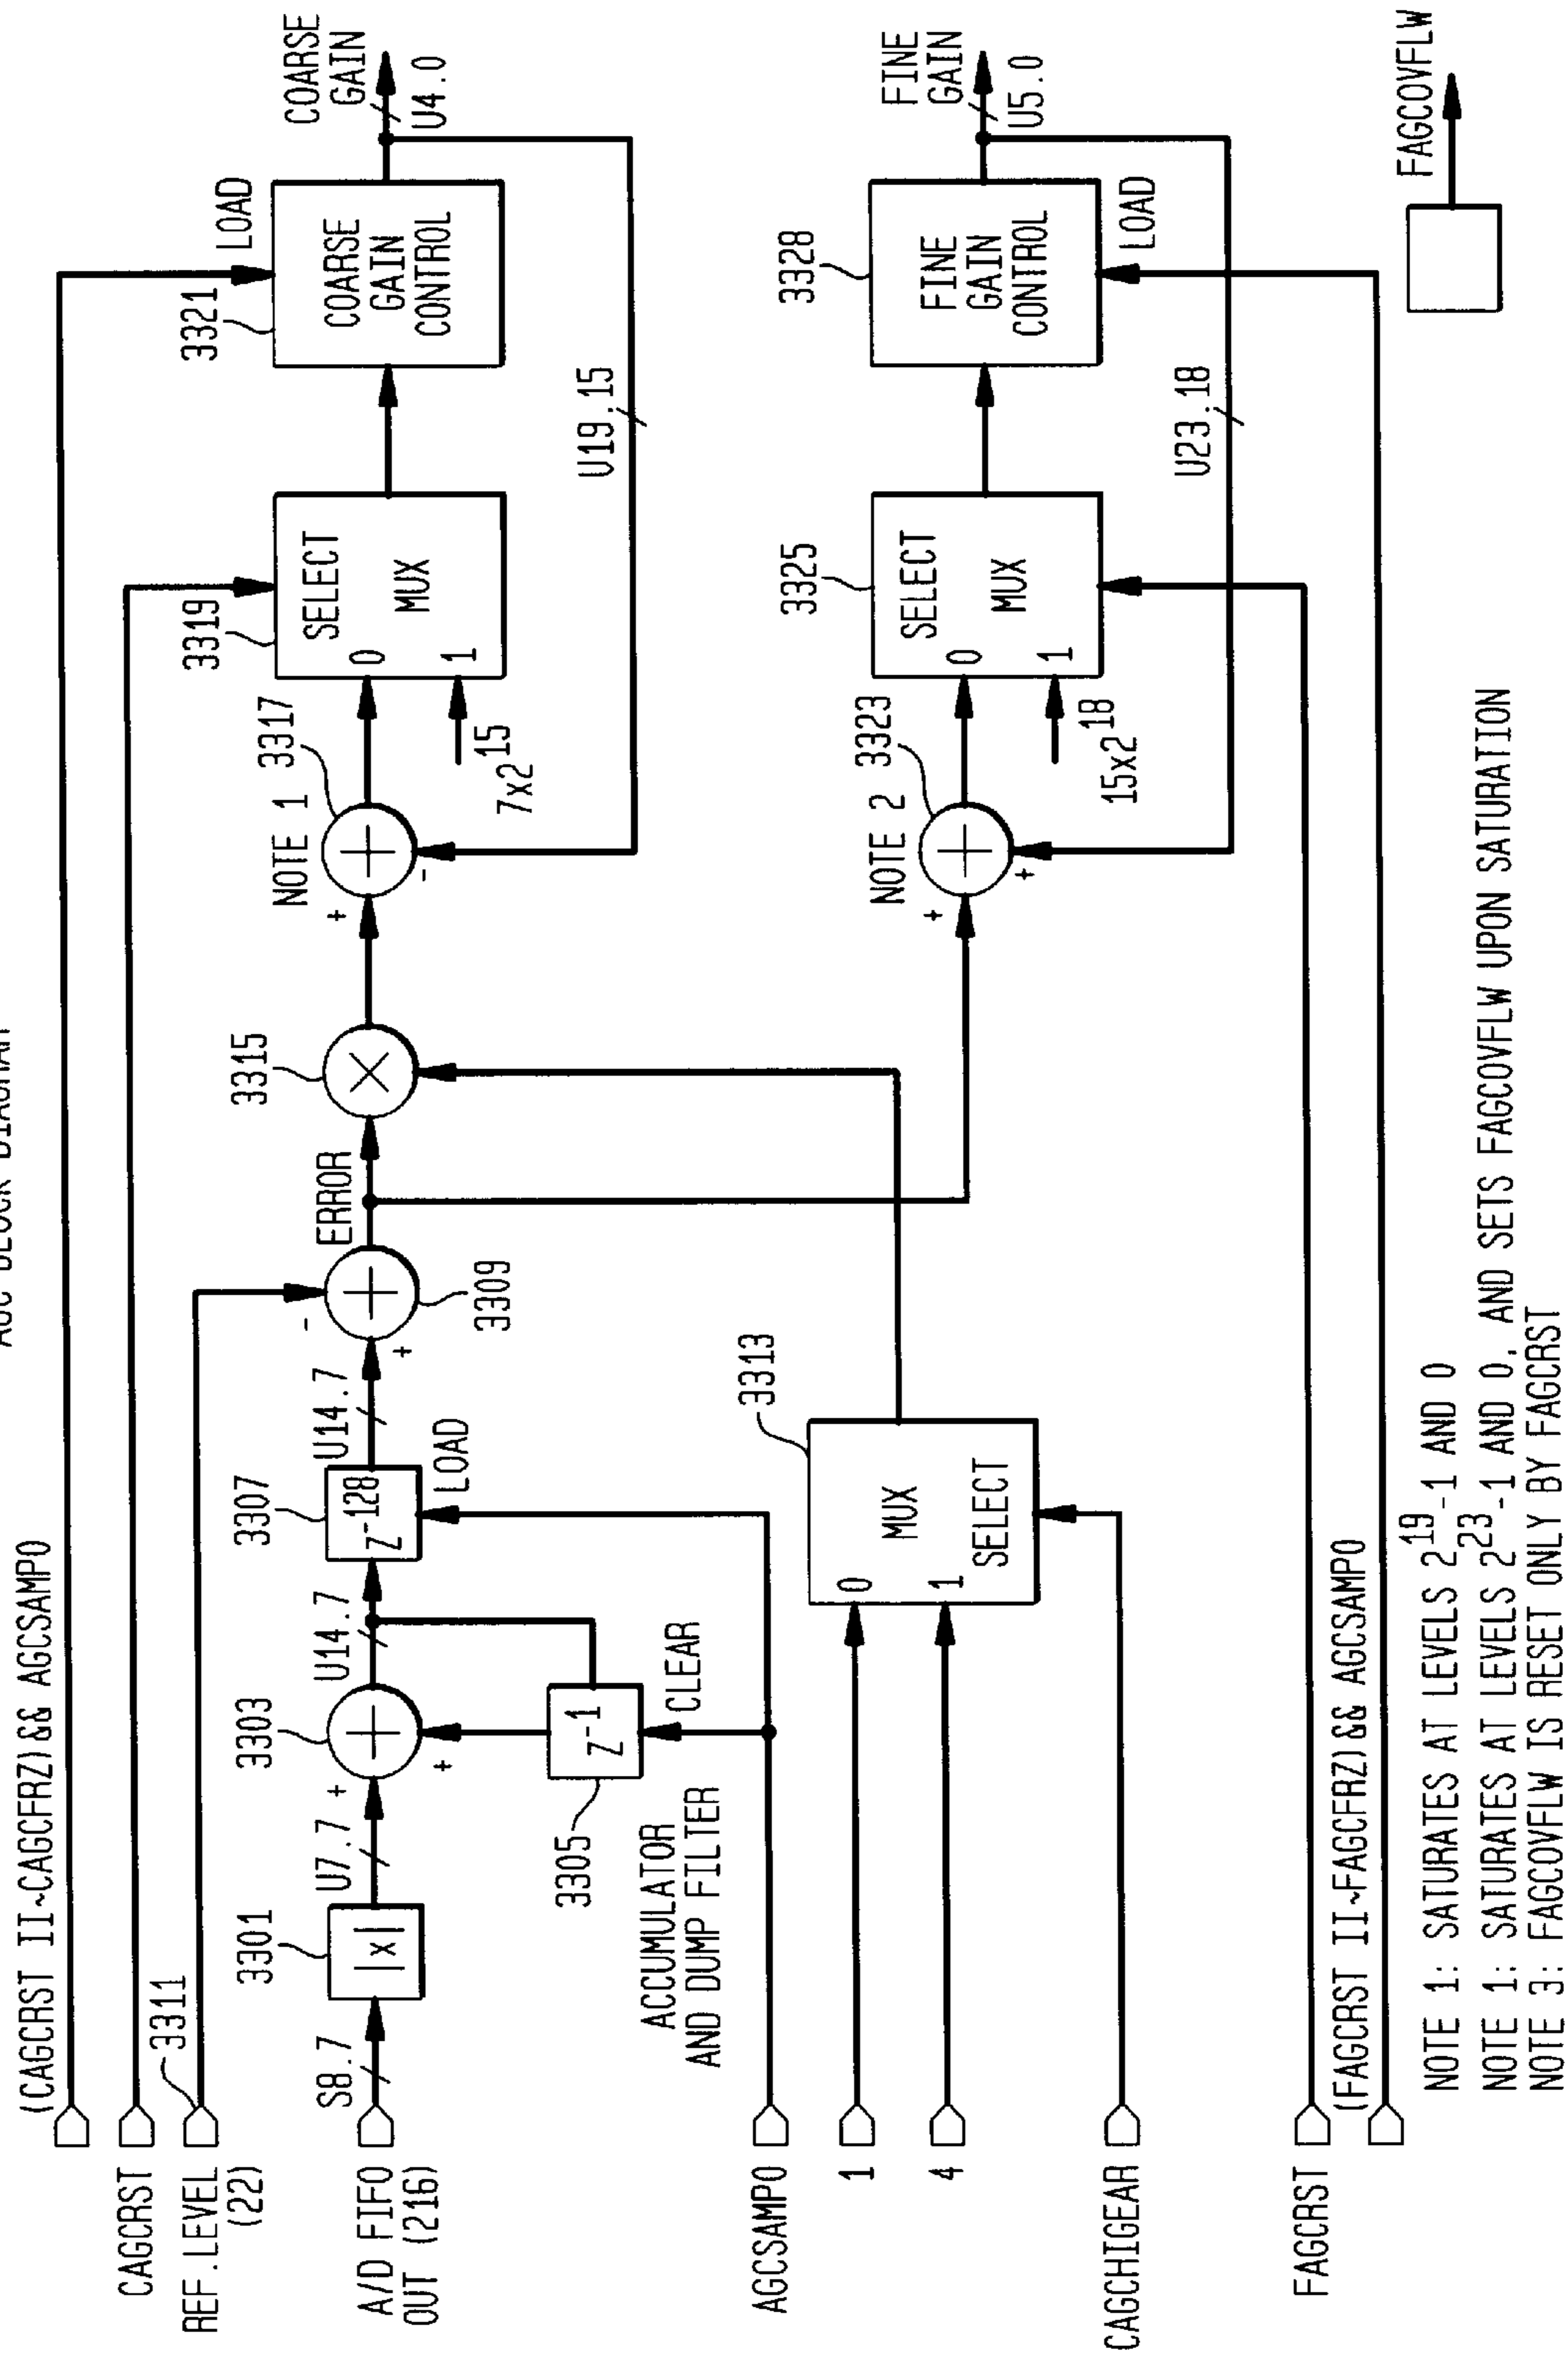 AGC BLOCK DIAGRAM
(CAGCRST II~CAGCFRZ)&& AGCSAMPO
CAGCRST
REF.LEVEL
(22)
3311
A/D FIFO
OUT (216)
S8.7
3301
|x|
U7.7
+
3303
+
U14.7
3305
Z-1
CLEAR
ACCUMULATOR
AND DUMP FILTER
3307
Z-128
LOAD
U14.7
-
+
3309
ERROR
3315
NOTE 1
3317
+
-
7x2 15
3319
SELECT
0
MUX
1
3321
LOAD
COARSE
GAIN
CONTROL
COARSE
GAIN
U4.0
U19.15
AGCSAMPO
1
4
CAGCHIGEAR
0
MUX
1
SELECT
3313
NOTE 2
3323
+
+
15x2 18
3325
SELECT
0
MUX
1
3328
FINE
GAIN
CONTROL
LOAD
FINE
GAIN
U5.0
U23.18
FAGCRST
(FAGCRST II~FAGCFRZ)&& AGCSAMPO
FAGCOVFLW
NOTE 1: SATURATES AT LEVELS 2 19 -1 AND 0
NOTE 1: SATURATES AT LEVELS 2 23 -1 AND 0, AND SETS FAGCOVFLW UPON SATURATION
NOTE 3: FAGCOVFLW IS RESET ONLY BY FAGCRST